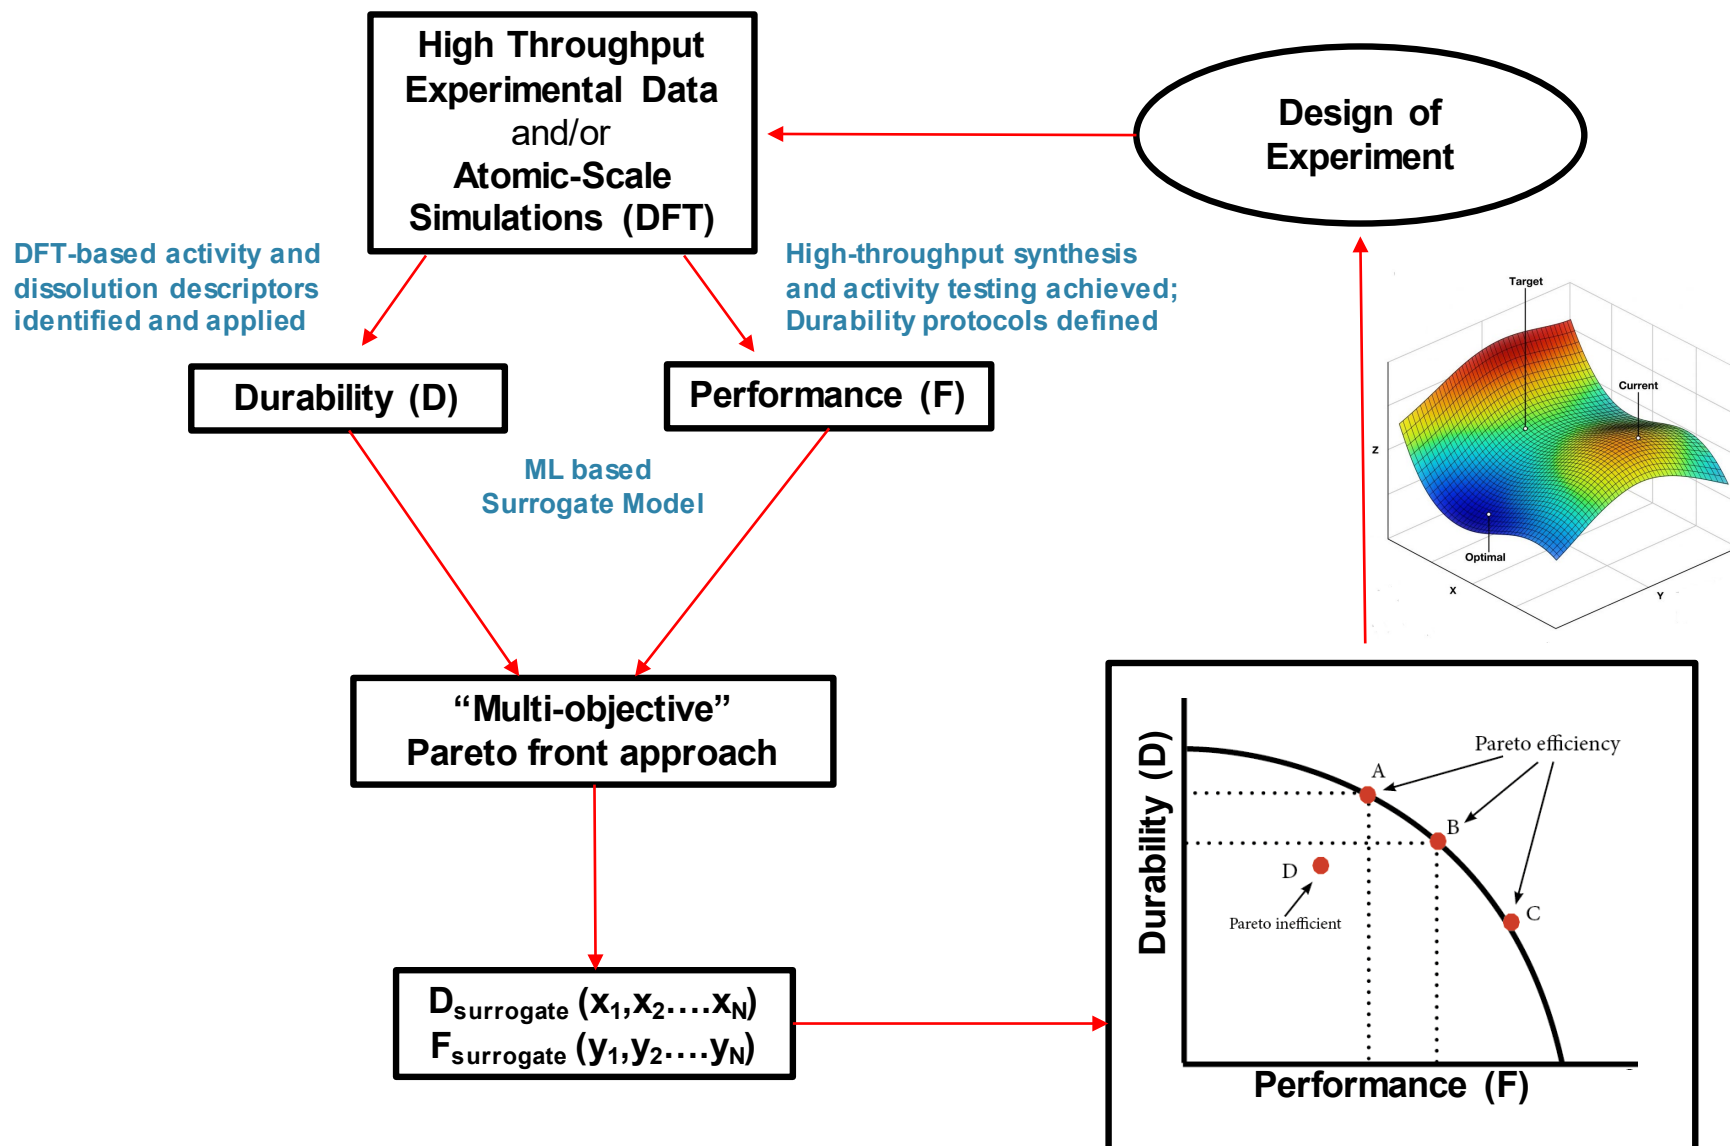 High Throughput
Experimental Data
and/or
Atomic-Scale
Simulations (DFT)
Design of
Experiment
DFT-based activity and
dissolution descriptors
identified and applied
High-throughput synthesis
and activity testing achieved;
Durability protocols defined
Target
Current
Z
Optimal
X
Y
Durability (D)
Performance (F)
ML based
Surrogate Model
“Multi-objective”
Pareto front approach
Dsurrogate (x1,x2....xN)
Fsurrogate (y1,y2....yN)
Durability (D)
Pareto efficiency
A
B
D
C
Pareto inefficient
Performance (F)